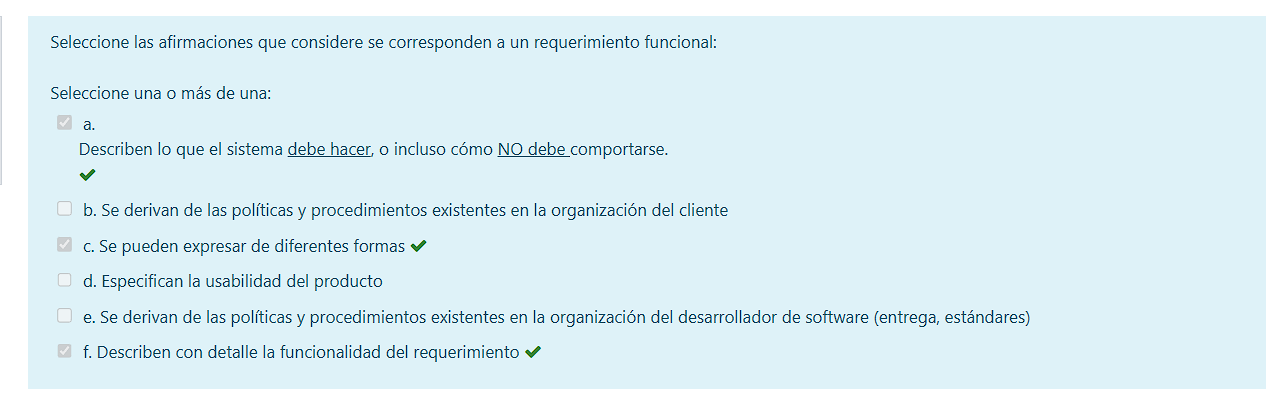 Seleccione las afirmaciones que considere se corresponden a un requerimiento funcional:
Seleccione una o más de una:
a.
Describen lo que el sistema debe hacer, o incluso cómo NO debe comportarse.
b. Se derivan de las políticas y procedimientos existentes en la organización del cliente
c. Se pueden expresar de diferentes formas
d. Especifican la usabilidad del producto
e. Se derivan de las políticas y procedimientos existentes en la organización del desarrollador de software (entrega, estándares)
f. Describen con detalle la funcionalidad del requerimiento